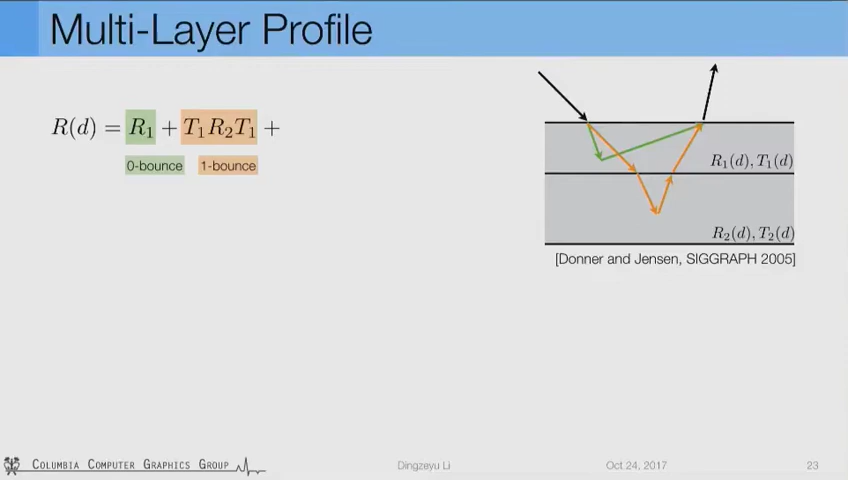 Multi-Layer Profile
R(d) = R₁ + T₁R₂T₁ +
0-bounce 1-bounce
R₁(d), T₁(d)
R₂(d), T₂(d)
[Donner and Jensen, SIGGRAPH 2005]
COLUMBIA COMPUTER GRAPHICS GROUP Dingzeyu Li Oct 24, 2017 23